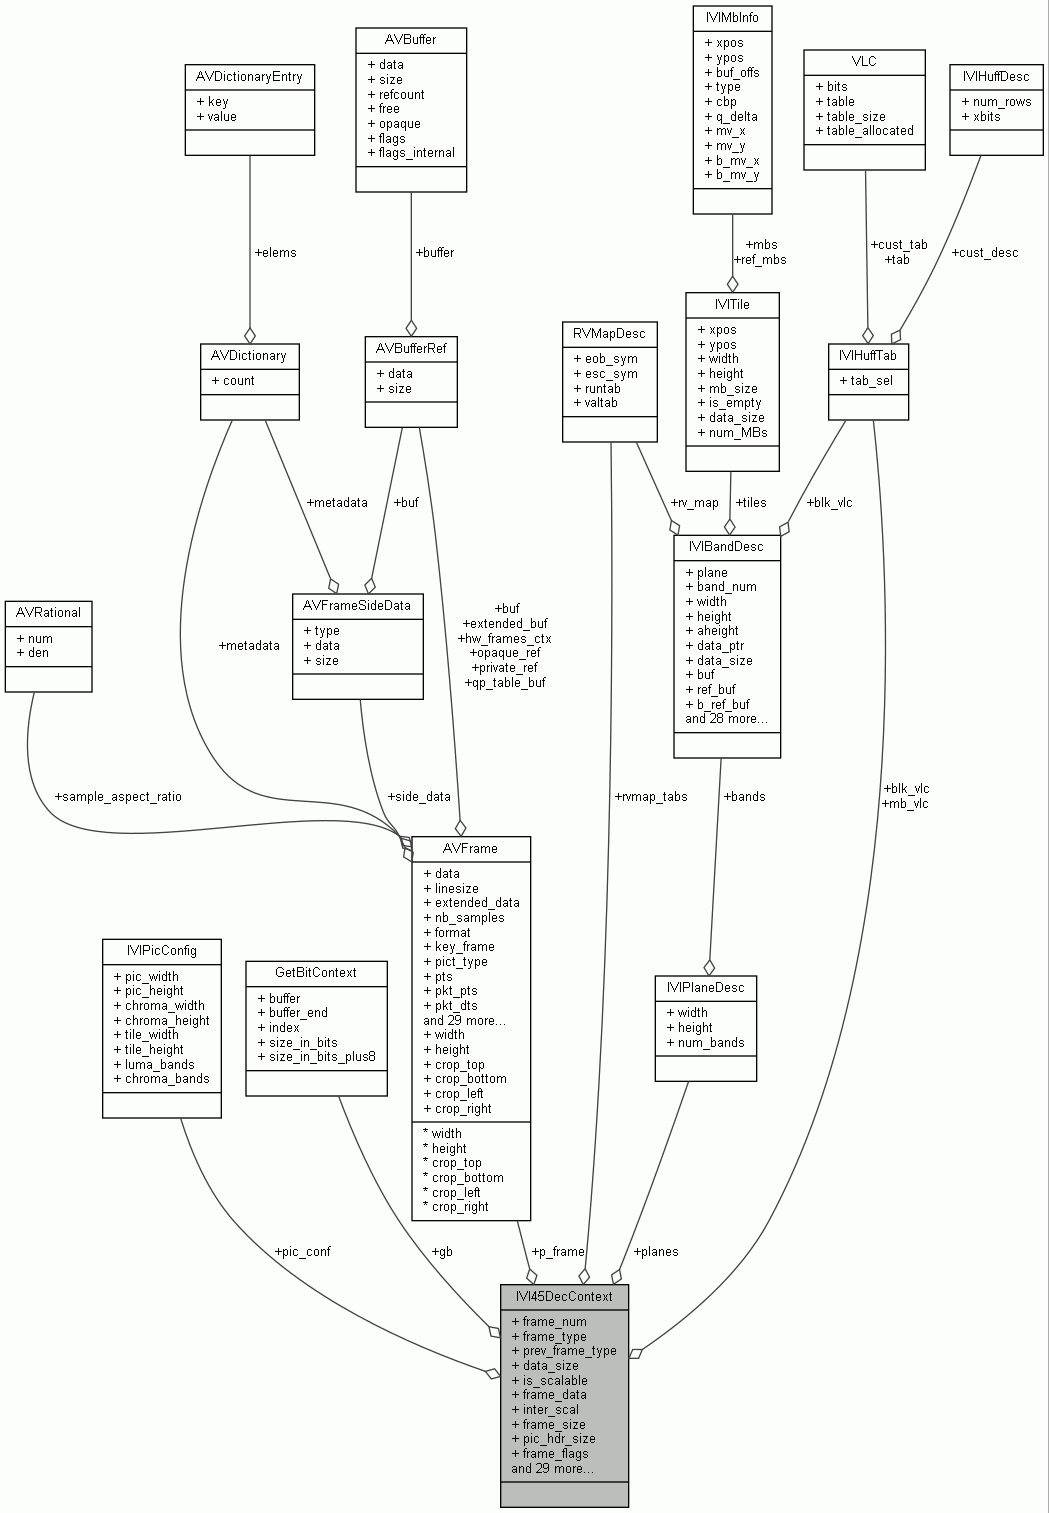 IVIMbInfo
+ xpos
+ ypos
+ buf_offs
+ type
+ cbp
+ q_delta
+ mv_x
+ mv_y
+ b_mv_x
+ b_mv_y
AVBuffer
+ data
+ size
+ refcount
+ free
+ opaque
+ flags
+ flags_internal
VLC
+ bits
+ table
+ table_size
+ table_allocated
AVDictionaryEntry
+ key
+ value
IVIHuffDesc
+ num_rows
+ xbits
+elems
+buffer
+mbs
+ref_mbs
+cust_tab
+tab
+cust_desc
IVITile
+ xpos
+ ypos
+ width
+ height
+ mb_size
+ is_empty
+ data_size
+ num_MBs
RVMapDesc
+ eob_sym
+ esc_sym
+ runtab
+ valtab
AVDictionary
+ count
AVBufferRef
+ data
+ size
IVIHuffTab
+ tab_sel
+metadata
+buf
+rv_map
+tiles
+blk_vlc
IVIBandDesc
+ plane
+ band_num
+ width
+ height
+ aheight
+ data_ptr
+ data_size
+ buf
+ ref_buf
+ b_ref_buf
and 28 more...
AVRational
+ num
+ den
AVFrameSideData
+ type
+ data
+ size
+buf
+extended_buf
+hw_frames_ctx
+opaque_ref
+private_ref
+qp_table_buf
+metadata
+sample_aspect_ratio
+side_data
+rvmap_tabs
+bands
+blk_vlc
+mb_vlc
AVFrame
+ data
+ linesize
+ extended_data
+ nb_samples
+ format
+ key_frame
+ pict_type
+ pts
+ pkt_pts
+ pkt_dts
and 29 more...
+ width
+ height
+ crop_top
+ crop_bottom
+ crop_left
+ crop_right
* width
* height
* crop_top
* crop_bottom
* crop_left
* crop_right
IVIPicConfig
+ pic_width
+ pic_height
+ chroma_width
+ chroma_height
+ tile_width
+ tile_height
+ luma_bands
+ chroma_bands
GetBitContext
+ buffer
+ buffer_end
+ index
+ size_in_bits
+ size_in_bits_plus8
IVIPlaneDesc
+ width
+ height
+ num_bands
+pic_conf
+gb
+p_frame
+planes
IVI45DecContext
+ frame_num
+ frame_type
+ prev_frame_type
+ data_size
+ is_scalable
+ frame_data
+ inter_scal
+ frame_size
+ pic_hdr_size
+ frame_flags
and 29 more...